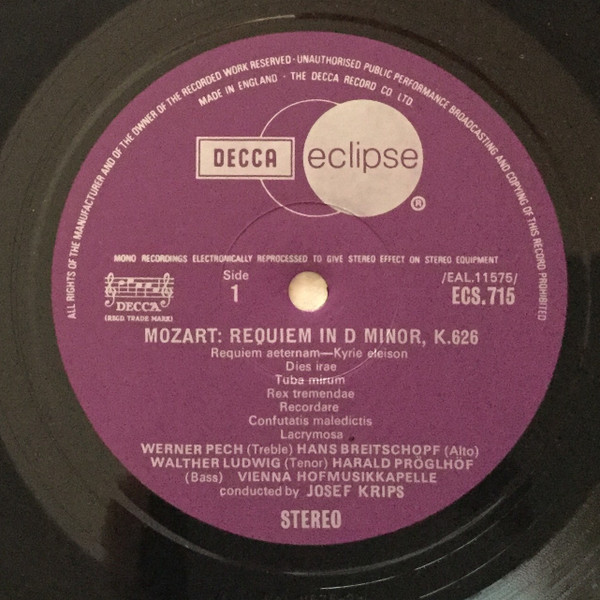 ALL RIGHTS OF THE MANUFACTURER AND OF THE OWNER OF THE RECORDED WORK RESERVED · UNAUTHORISED PUBLIC PERFORMANCE BROADCASTING AND COPYING OF THIS RECORD PROHIBITED
MADE IN ENGLAND · THE DECCA RECORD CO LTD.
DECCA eclipse
®
MONO RECORDINGS ELECTRONICALLY REPROCESSED TO GIVE STEREO EFFECT ON STEREO EQUIPMENT
DECCA
(REGD TRADE MARK)
Side
1
/EAL.11575/
ECS.715
MOZART: REQUIEM IN D MINOR, K.626
Requiem aeternam—Kyrie eleison
Dies irae
Tuba mirum
Rex tremendae
Recordare
Confutatis maledictis
Lacrymosa
WERNER PECH (Treble) HANS BREITSCHOPF (Alto)
WALTHER LUDWIG (Tenor) HARALD PRÖGLHÖF
(Bass) VIENNA HOFMUSIKKAPELLE
conducted by JOSEF KRIPS
STEREO